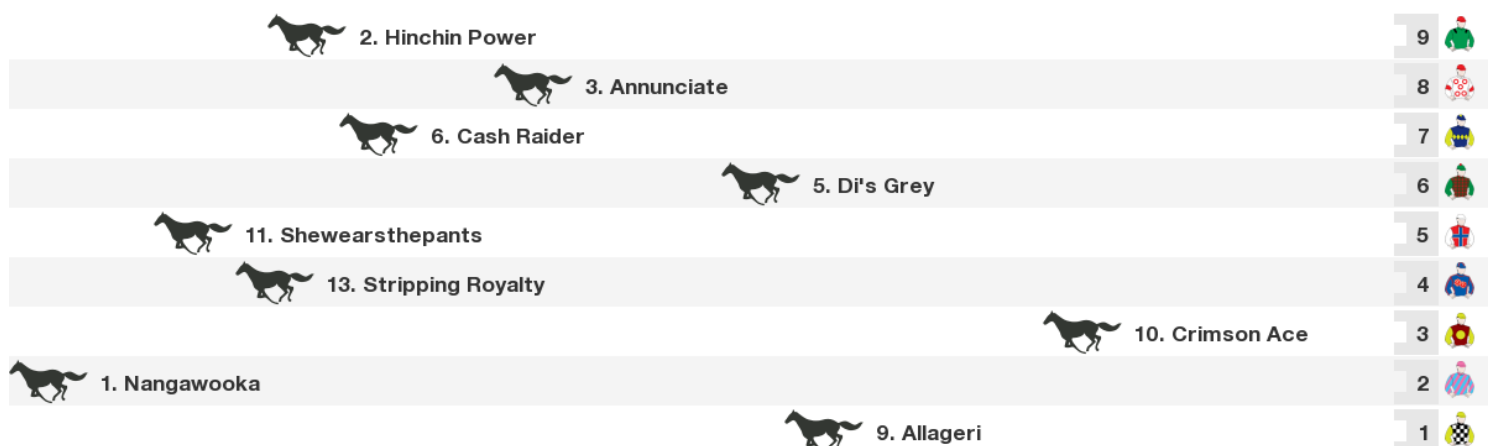 2. Hinchin Power 9
3. Annunciate 8
6. Cash Raider 7
5. Di's Grey 6
11. Shewearsthepants 5
13. Stripping Royalty 4
10. Crimson Ace 3
1. Nangawooka 2
9. Allageri 1